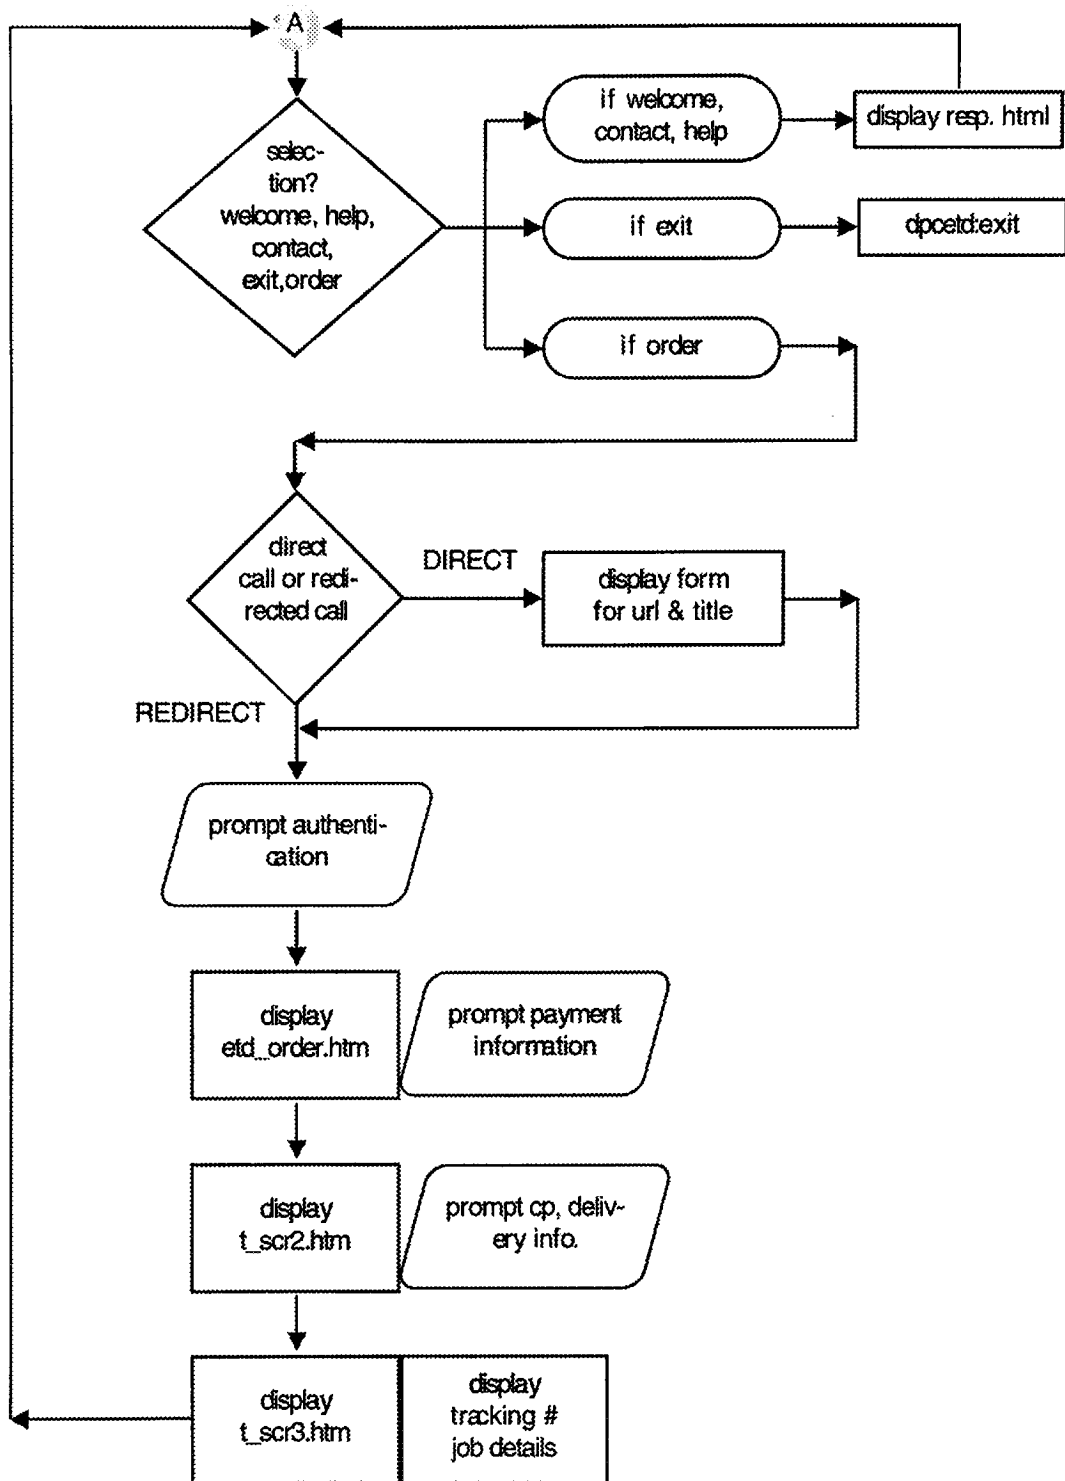 A
selec-
tion?
welcome, help,
contact,
exit,order
if welcome,
contact, help
display resp. html
if exit
dpcetd:exit
if order
direct
call or redi-
rected call
DIRECT
display form
for url & title
REDIRECT
prompt authenti-
cation
display
etd_order.htm
prompt payment
information
display
t_scr2.htm
prompt cp, deliv-
ery info.
display
t_scr3.htm
display
tracking #
job details